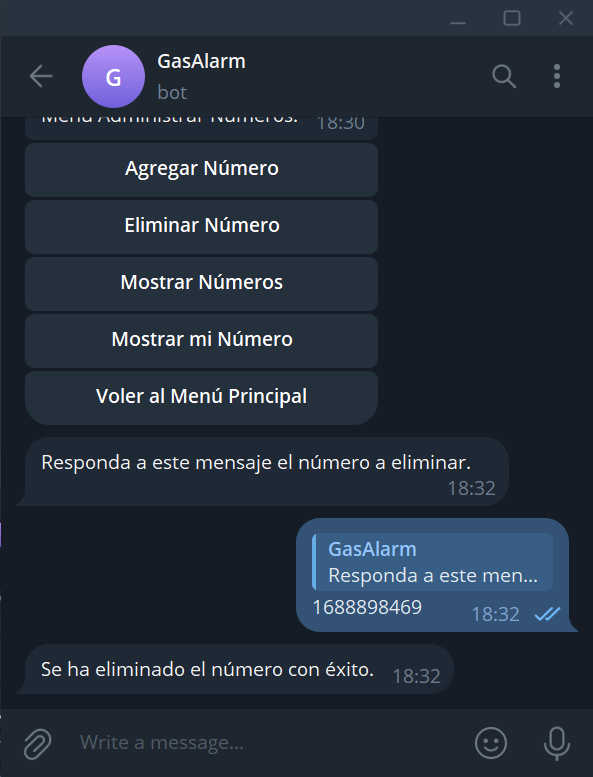 G
GasAlarm
bot
Menú Administrar Números. 18:30
Agregar Número
Eliminar Número
Mostrar Números
Mostrar mi Número
Voler al Menú Principal
Responda a este mensaje el número a eliminar.
18:32
GasAlarm
Responda a este men...
1688898469 18:32
Se ha eliminado el número con éxito. 18:32
Write a message...